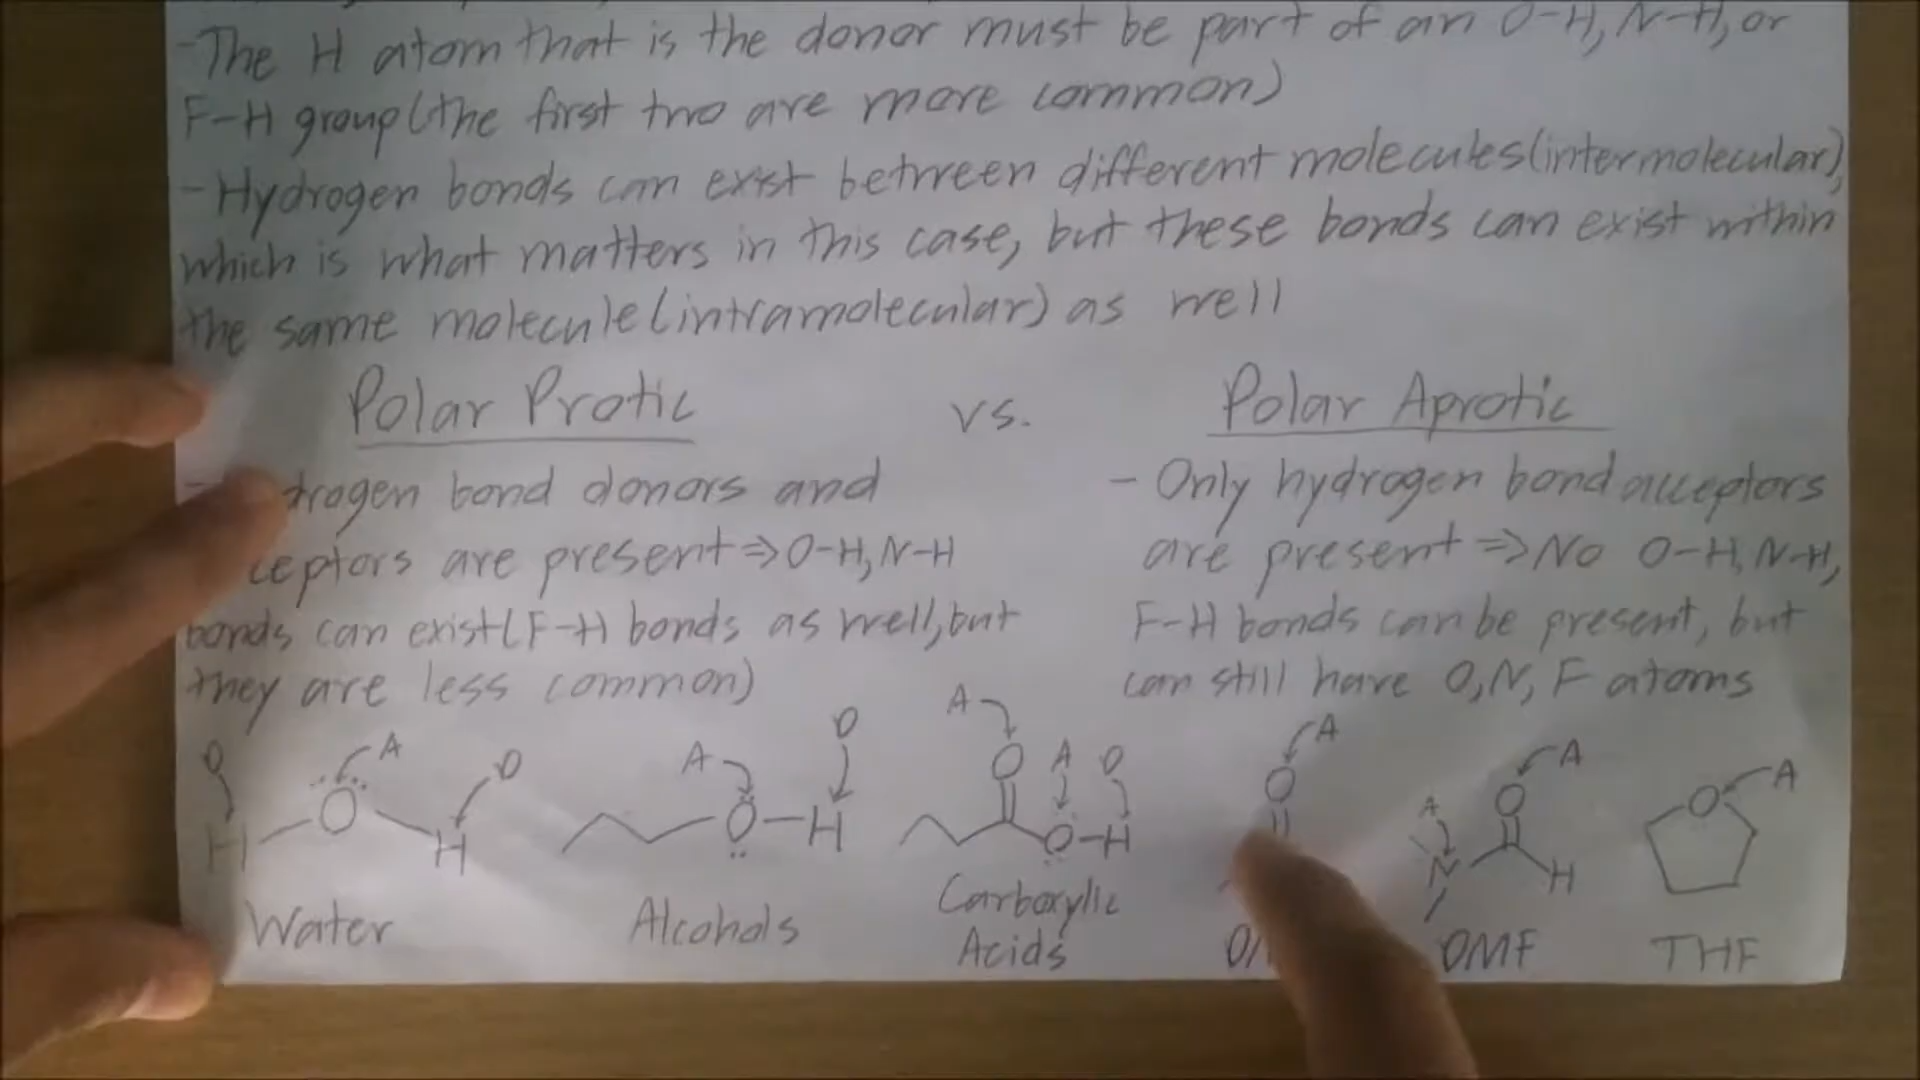 -The H atom that is the donor must be part of an O-H, N-H, or
F-H group(the first two are more common)
-Hydrogen bonds can exist between different molecules(intermolecular),
which is what matters in this case, but these bonds can exist within
the same molecule(intramolecular) as well
Polar Protic vs. Polar Aprotic
bond donors and
are present⇒O-H, N-H
bonds can exist(F-H bonds as well, but
they are less common)
- Only hydrogen bond acceptors
are present⇒No O-H, N-H,
F-H bonds can be present, but
can still have O, N, F atoms
D A D
H O H
Water
A D
O-H
Alcohols
A A D
O O-H
Carboxylic
Acids
A
O
A A
O N H
DMF
A
O
THF